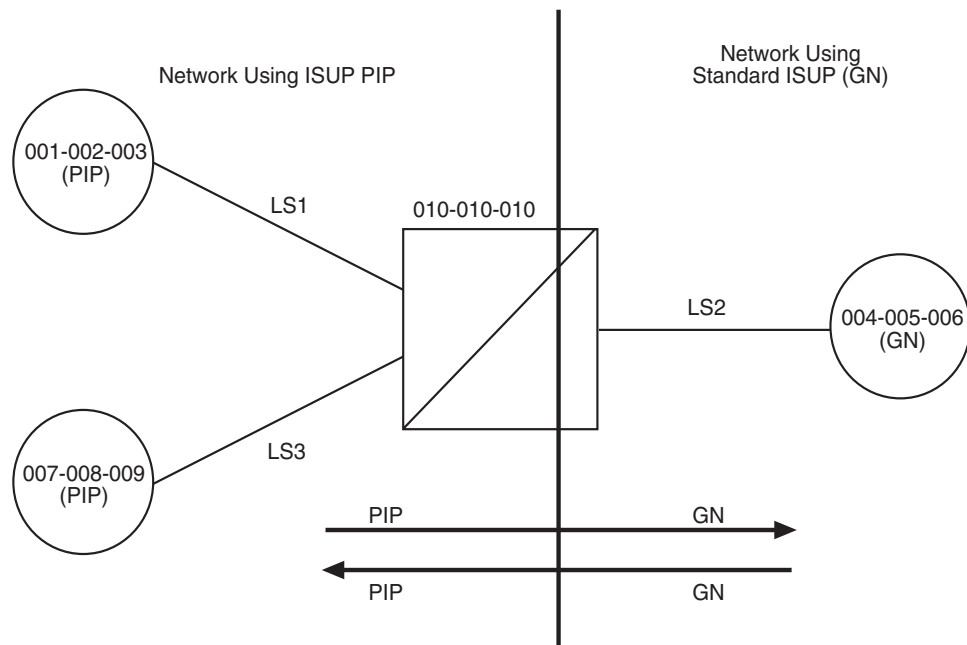 Network Using ISUP PIP
Network Using
Standard ISUP (GN)
001-002-003
(PIP)
LS1
010-010-010
LS2
004-005-006
(GN)
007-008-009
(PIP)
LS3
PIP
GN
PIP
GN